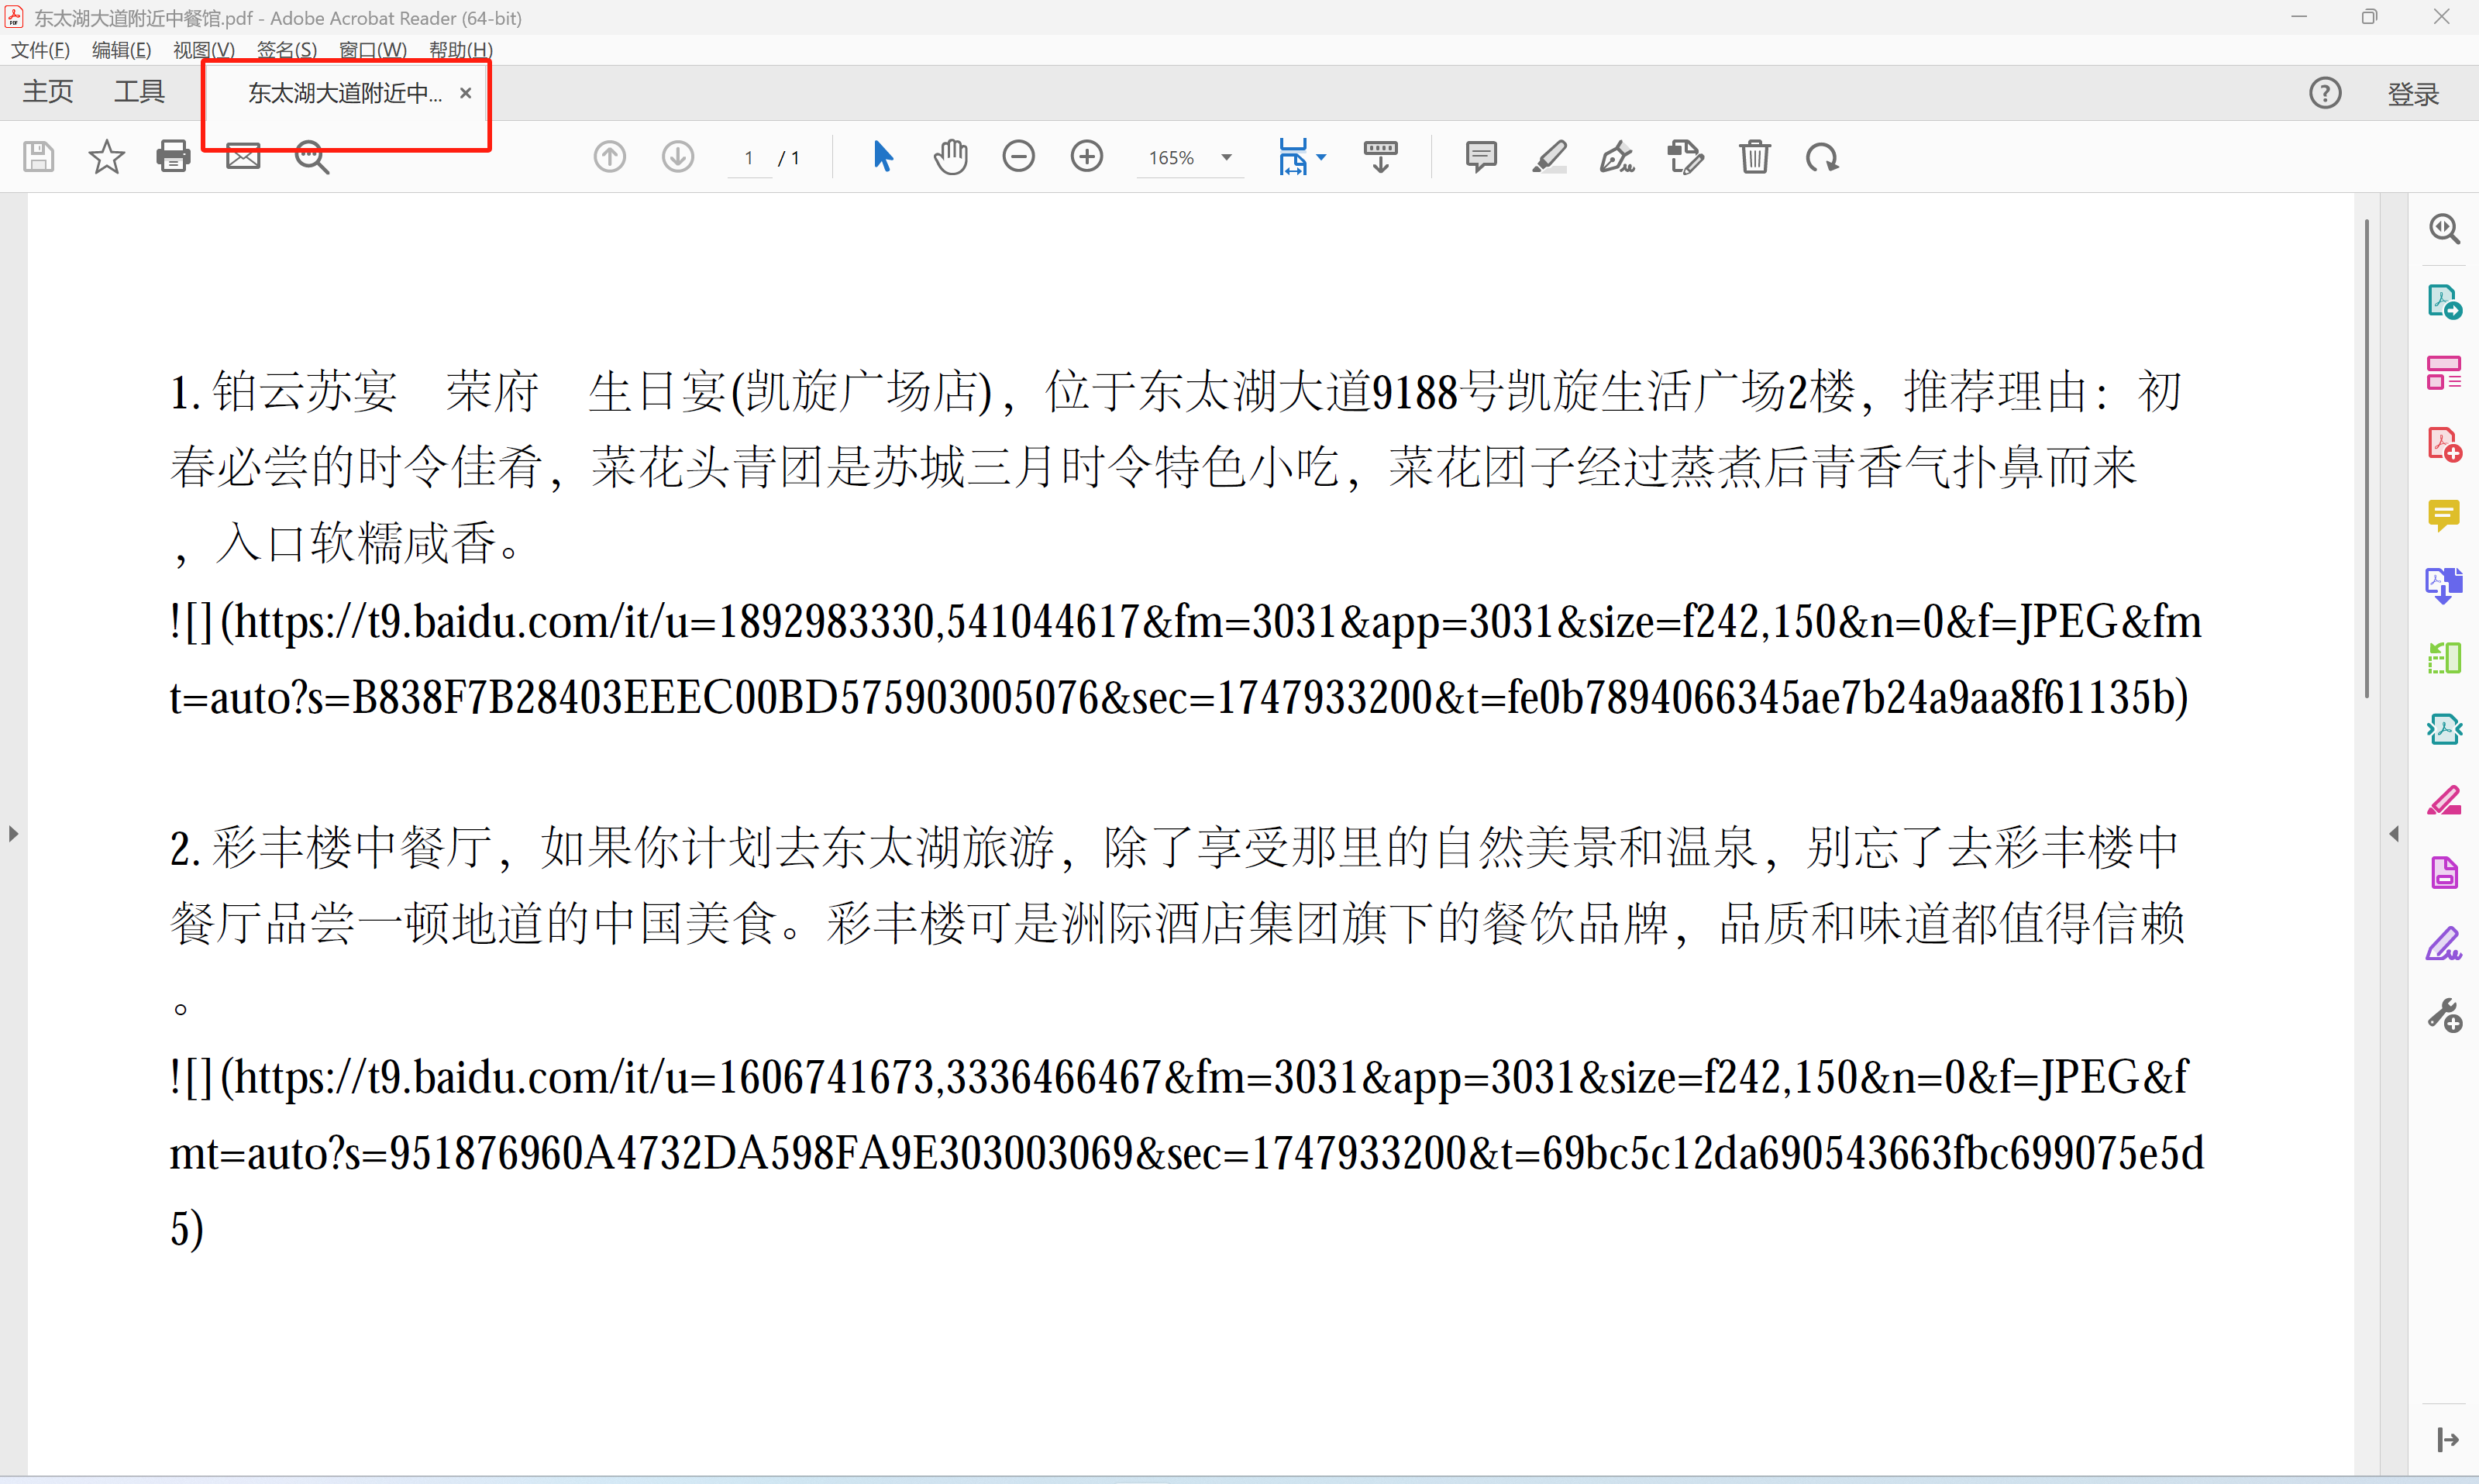 东太湖大道附近中餐馆.pdf - Adobe Acrobat Reader (64-bit)
文件(F) 编辑(E) 视图(V) 签名(S) 窗口(W) 帮助(H)
主页 工具 东太湖大道附近中... × 登录
1 / 1 165%
1. 铂云苏宴 荣府 生日宴(凯旋广场店)，位于东太湖大道9188号凯旋生活广场2楼，推荐理由：初
春必尝的时令佳肴，菜花头青团是苏城三月时令特色小吃，菜花团子经过蒸煮后青香气扑鼻而来
，入口软糯咸香。
![](https://t9.baidu.com/it/u=1892983330,541044617&fm=3031&app=3031&size=f242,150&n=0&f=JPEG&fm
t=auto?s=B838F7B28403EEEC00BD575903005076&sec=1747933200&t=fe0b7894066345ae7b24a9aa8f61135b)
2. 彩丰楼中餐厅，如果你计划去东太湖旅游，除了享受那里的自然美景和温泉，别忘了去彩丰楼中
餐厅品尝一顿地道的中国美食。彩丰楼可是洲际酒店集团旗下的餐饮品牌，品质和味道都值得信赖
。
![](https://t9.baidu.com/it/u=1606741673,3336466467&fm=3031&app=3031&size=f242,150&n=0&f=JPEG&f
mt=auto?s=951876960A4732DA598FA9E303003069&sec=1747933200&t=69bc5c12da690543663fbc699075e5d
5)